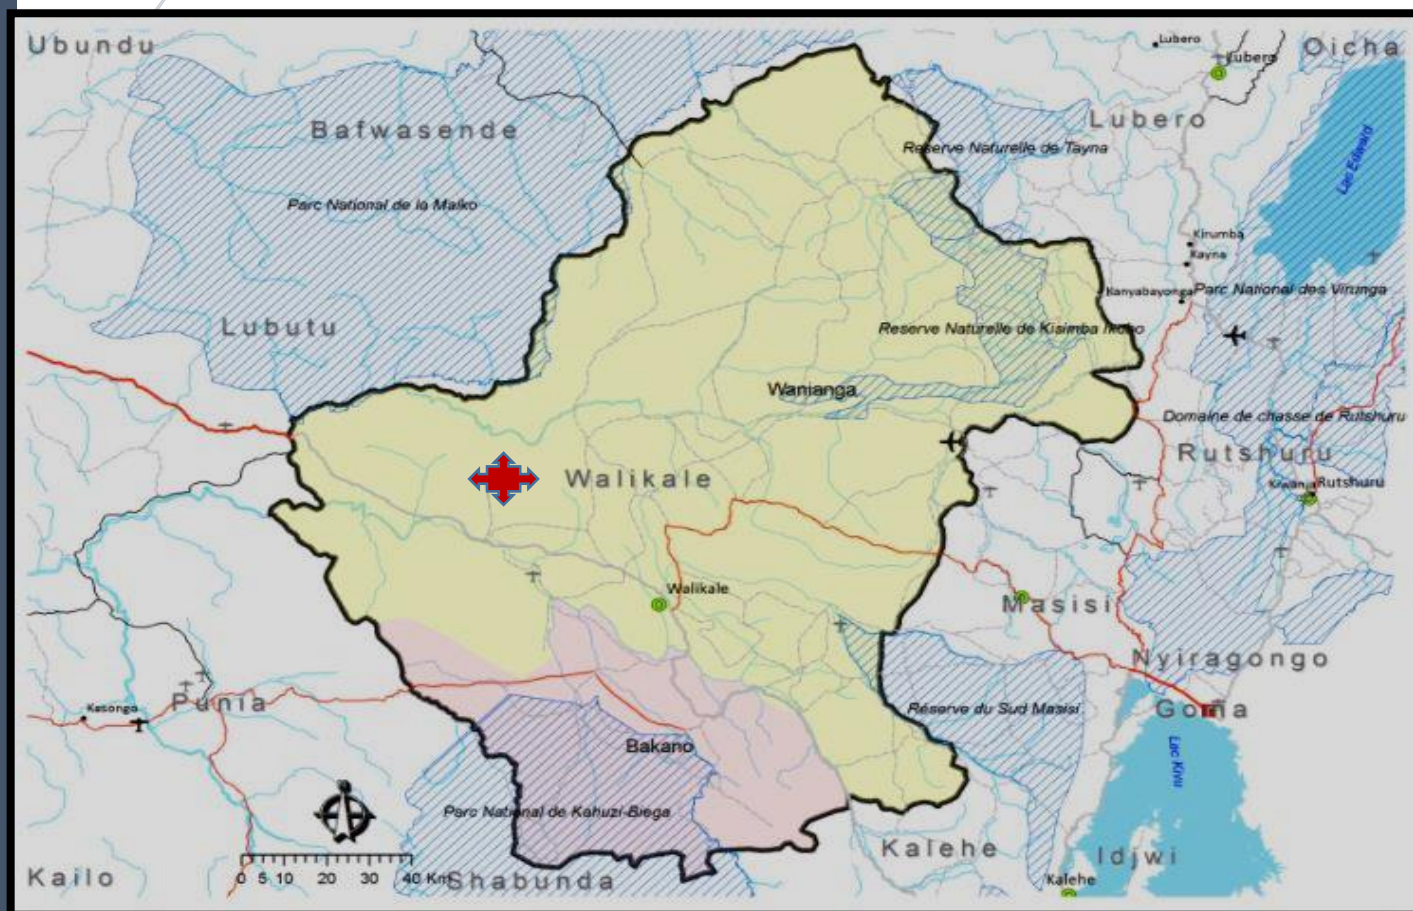 Ubundu
Lubero
Lubero
Oicha
Bafwasende
Lubero
Reserve Naturelle de Tayna
Lac Edward
Parc National de la Maiko
Kirumba
Kayna
Kanyabayonga
Parc National des Virunga
Lubutu
Reserve Naturelle de Kisimba Ikobo
Wanianga
Domaine de chasse de Rutshuru
Rutshuru
Walikale
Kiwanja
Rutshuru
Walikale
Masisi
Nyiragongo
Punia
Kasongo
Réserve du Sud Masisi
Goma
Bakano
Lac Kivu
Parc National de Kahuzi-Biega
Kalehe
Idjwi
Kailo
0 5 10 20 30 40 Km
Shabunda
Kalehe